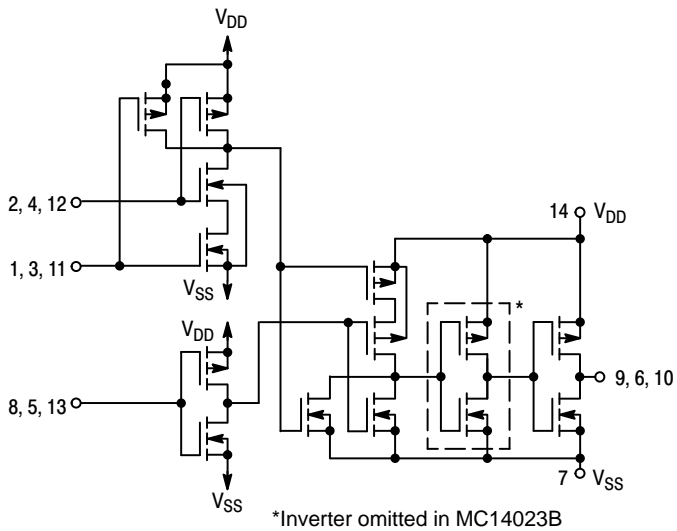 VDD
2, 4, 12
14 VDD
1, 3, 11
VSS
*
VDD
8, 5, 13
9, 6, 10
7 VSS
VSS
*Inverter omitted in MC14023B